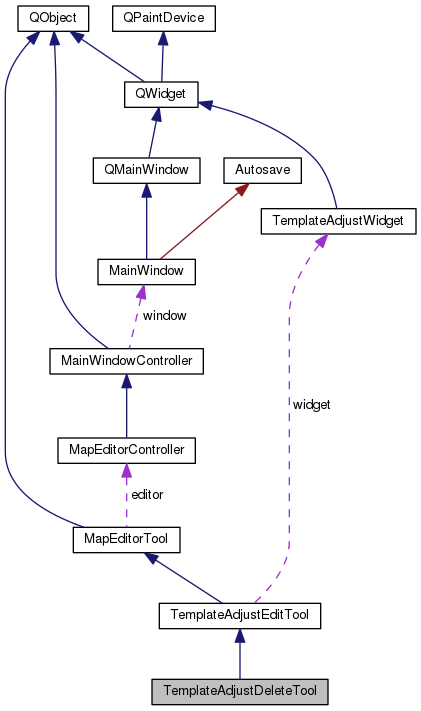 QObject
QPaintDevice
QWidget
QMainWindow
Autosave
TemplateAdjustWidget
MainWindow
window
MainWindowController
widget
MapEditorController
editor
MapEditorTool
TemplateAdjustEditTool
TemplateAdjustDeleteTool